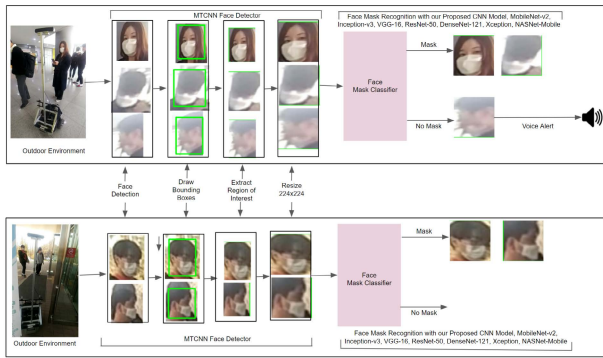 MTCNN Face Detector
Face Mask Recognition with our Proposed CNN Model, MobileNet-v2,
Inception-v3, VGG-16, ResNet-50, DenseNet-121, Xception, NASNet-Mobile
Mask
Face
Mask Classifior
No Mask
Voice Alert
Outdoor Environment
Face
Detection
Draw
Bounding
Boxes
Extract
Region of
Interest
Resize
224x224
Mask
Face
Mask Classifier
No Mask
Outdoor Environment
MTCNN Face Detector
Face Mask Recognition with our Proposed CNN Model, MobileNet-v2,
Inception-v3, VGG-16, ResNet-50, DenseNet-121, Xception, NASNet-Mobile